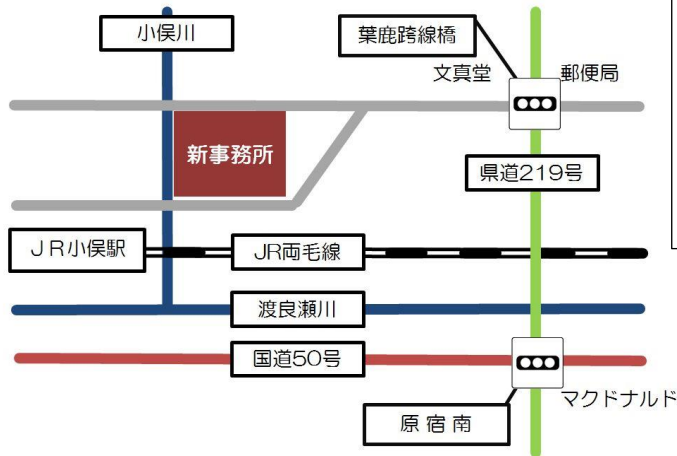 小俣川
葉鹿跨線橋
文真堂
郵便局
新事務所
県道219号
ＪＲ小俣駅
JR両毛線
渡良瀬川
国道50号
マクドナルド
原宿南